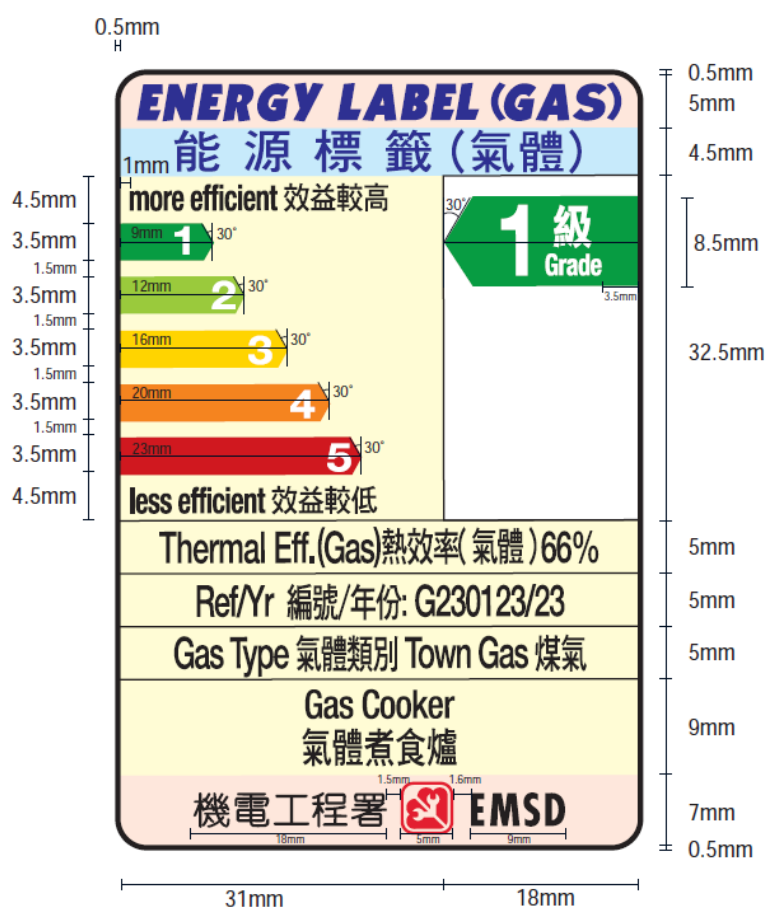 0.5mm
ENERGY LABEL (GAS)
能源標籤(氣體)
0.5mm
5mm
4.5mm
1mm
more efficient 效益較高
4.5mm
9mm 1 30°
3.5mm
1.5mm
12mm 2 30°
3.5mm
1.5mm
16mm 3 30°
3.5mm
1.5mm
20mm 4 30°
3.5mm
1.5mm
23mm 5 30°
3.5mm
less efficient 效益較低
4.5mm
30°
1 級
Grade
3.5mm
8.5mm
32.5mm
Thermal Eff.(Gas)熱效率(氣體)66%
5mm
Ref/Yr 編號/年份: G230123/23
5mm
Gas Type 氣體類別 Town Gas 煤氣
5mm
Gas Cooker
氣體煮食爐
9mm
1.5mm 1.6mm
機電工程署 EMSD
18mm 5mm 9mm
7mm
0.5mm
31mm 18mm